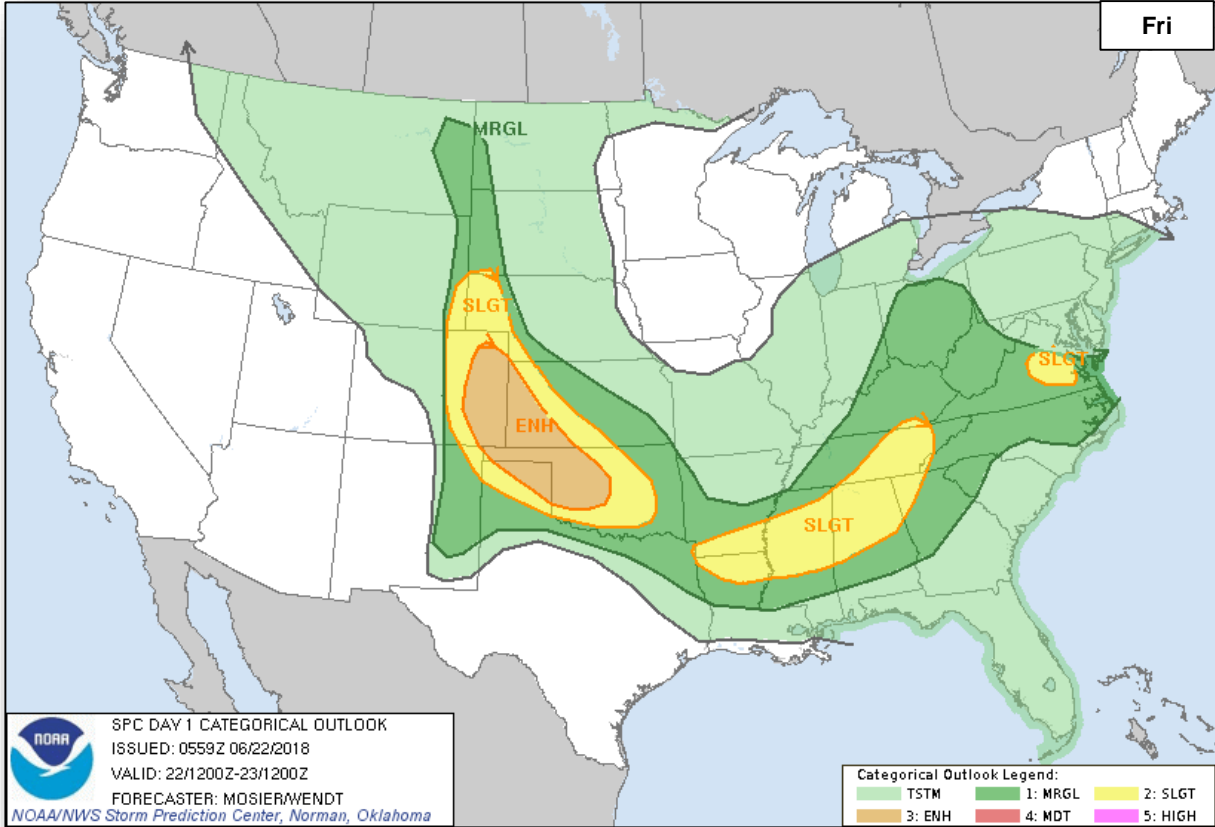 Fri
MRGL
SLGT
SLGT
ENH
SLGT
NOAA
SPC DAY 1 CATEGORICAL OUTLOOK
ISSUED: 0559Z 06/22/2018
VALID: 22/1200Z-23/1200Z
FORECASTER: MOSIER/WENDT
NOAA/NWS Storm Prediction Center, Norman, Oklahoma
Categorical Outlook Legend:
TSTM 1: MRGL 2: SLGT
3: ENH 4: MDT 5: HIGH